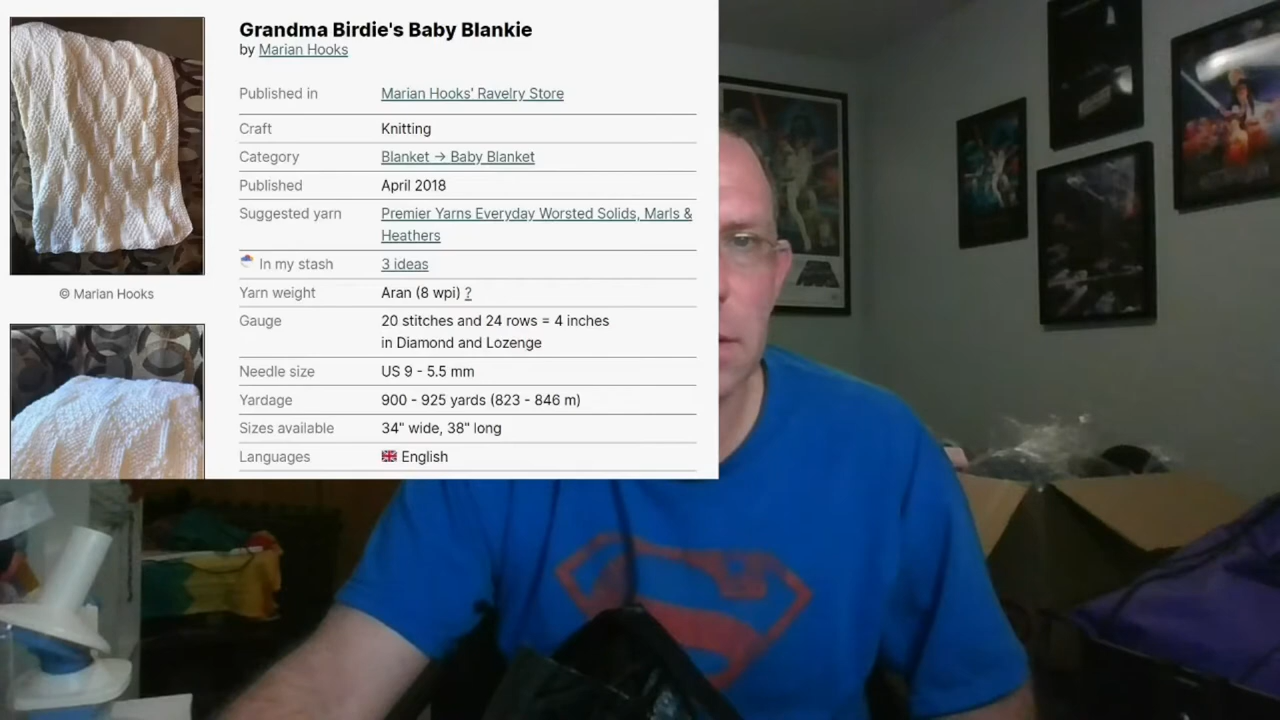 Grandma Birdie's Baby Blankie
by Marian Hooks
Published in Marian Hooks' Ravelry Store
Craft Knitting
Category Blanket → Baby Blanket
Published April 2018
Suggested yarn Premier Yarns Everyday Worsted Solids, Marls &
Heathers
In my stash 3 ideas
Yarn weight Aran (8 wpi) ?
Gauge 20 stitches and 24 rows = 4 inches
in Diamond and Lozenge
Needle size US 9 - 5.5 mm
Yardage 900 - 925 yards (823 - 846 m)
Sizes available 34" wide, 38" long
Languages English
© Marian Hooks